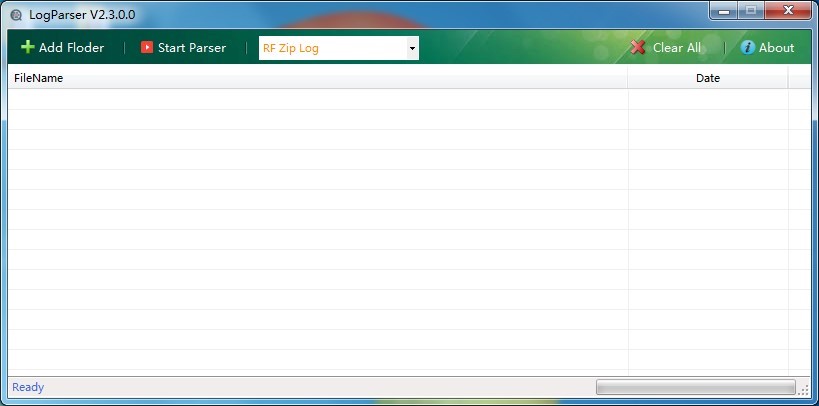 LogParser V2.3.0.0
Add Floder | Start Parser | RF Zip Log Clear All | About
FileName Date
Ready